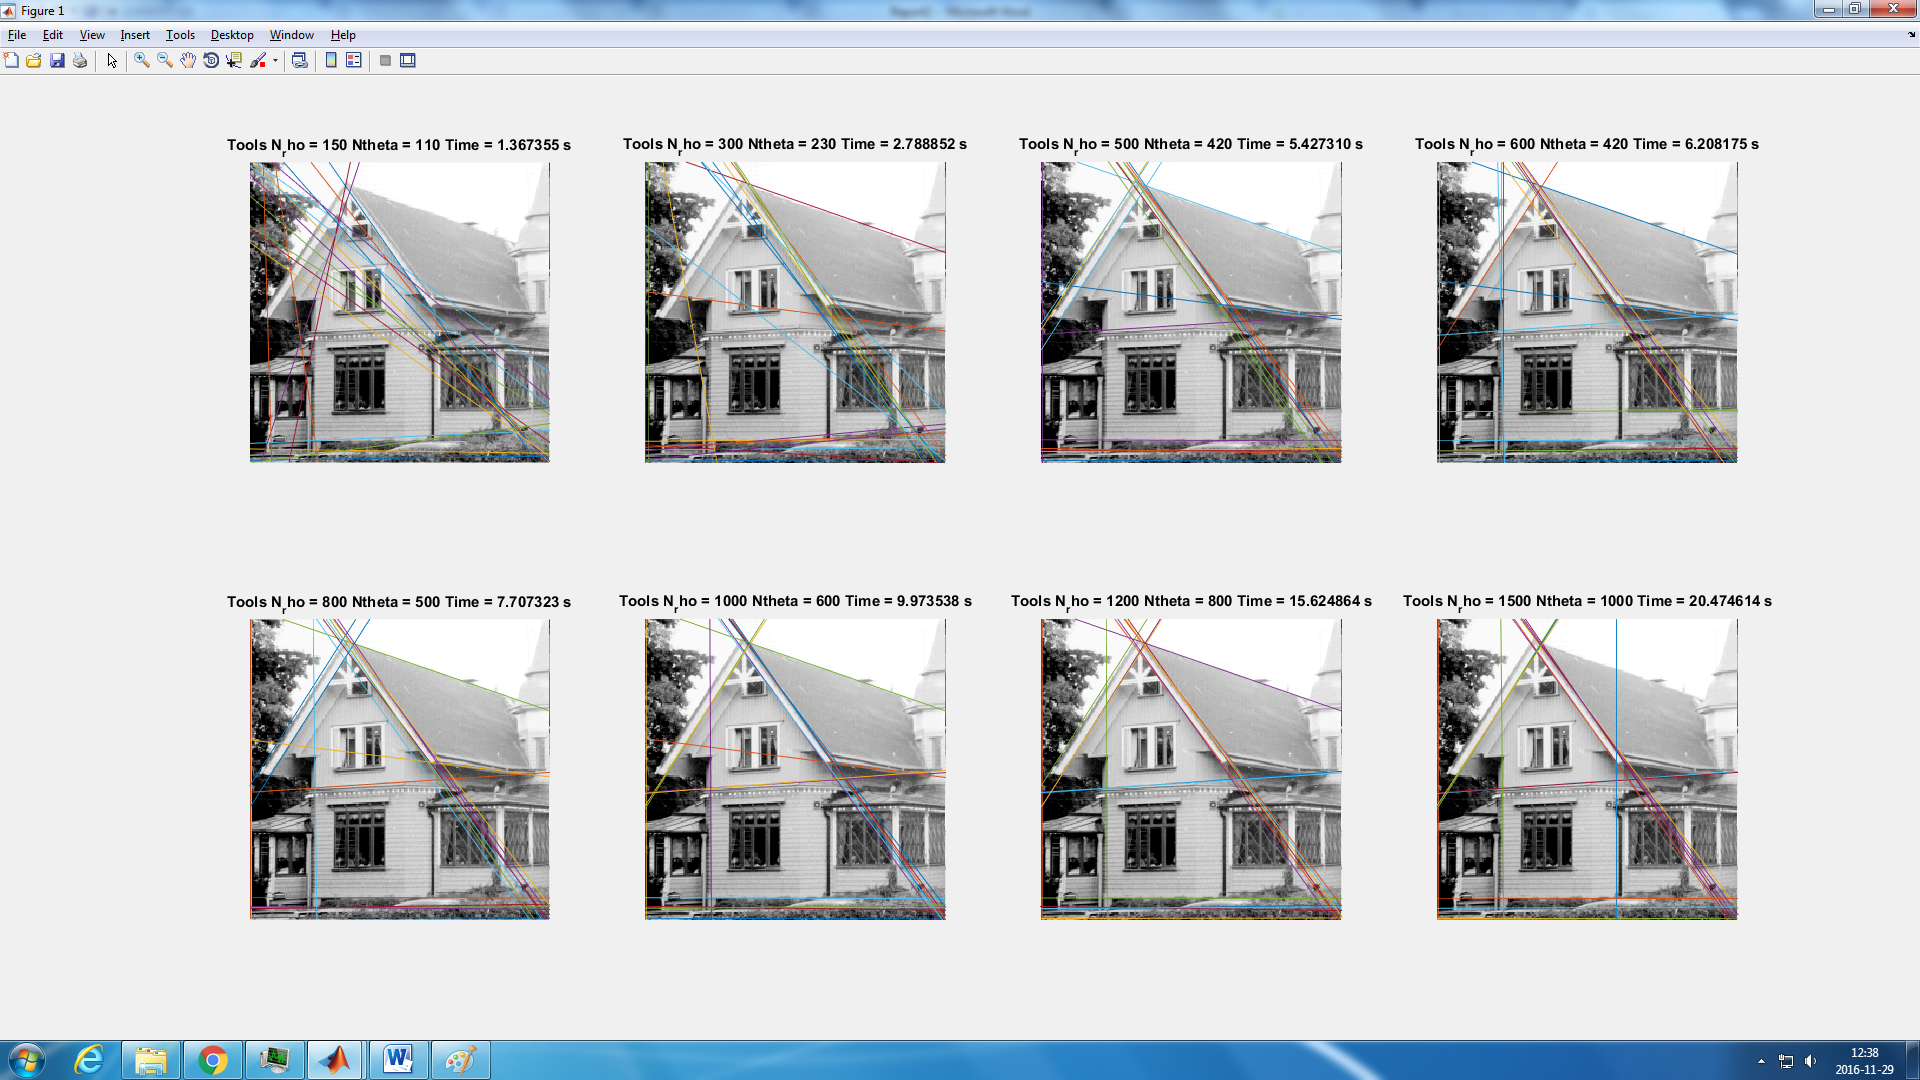 Figure 1
File Edit View Insert Tools Desktop Window Help
Tools N_rho = 150 Ntheta = 110 Time = 1.367355 s
Tools N_rho = 300 Ntheta = 230 Time = 2.788852 s
Tools N_rho = 500 Ntheta = 420 Time = 5.427310 s
Tools N_rho = 600 Ntheta = 420 Time = 6.208175 s
Tools N_rho = 800 Ntheta = 500 Time = 7.707323 s
Tools N_rho = 1000 Ntheta = 600 Time = 9.973538 s
Tools N_rho = 1200 Ntheta = 800 Time = 15.624864 s
Tools N_rho = 1500 Ntheta = 1000 Time = 20.474614 s
12:38
2016-11-29